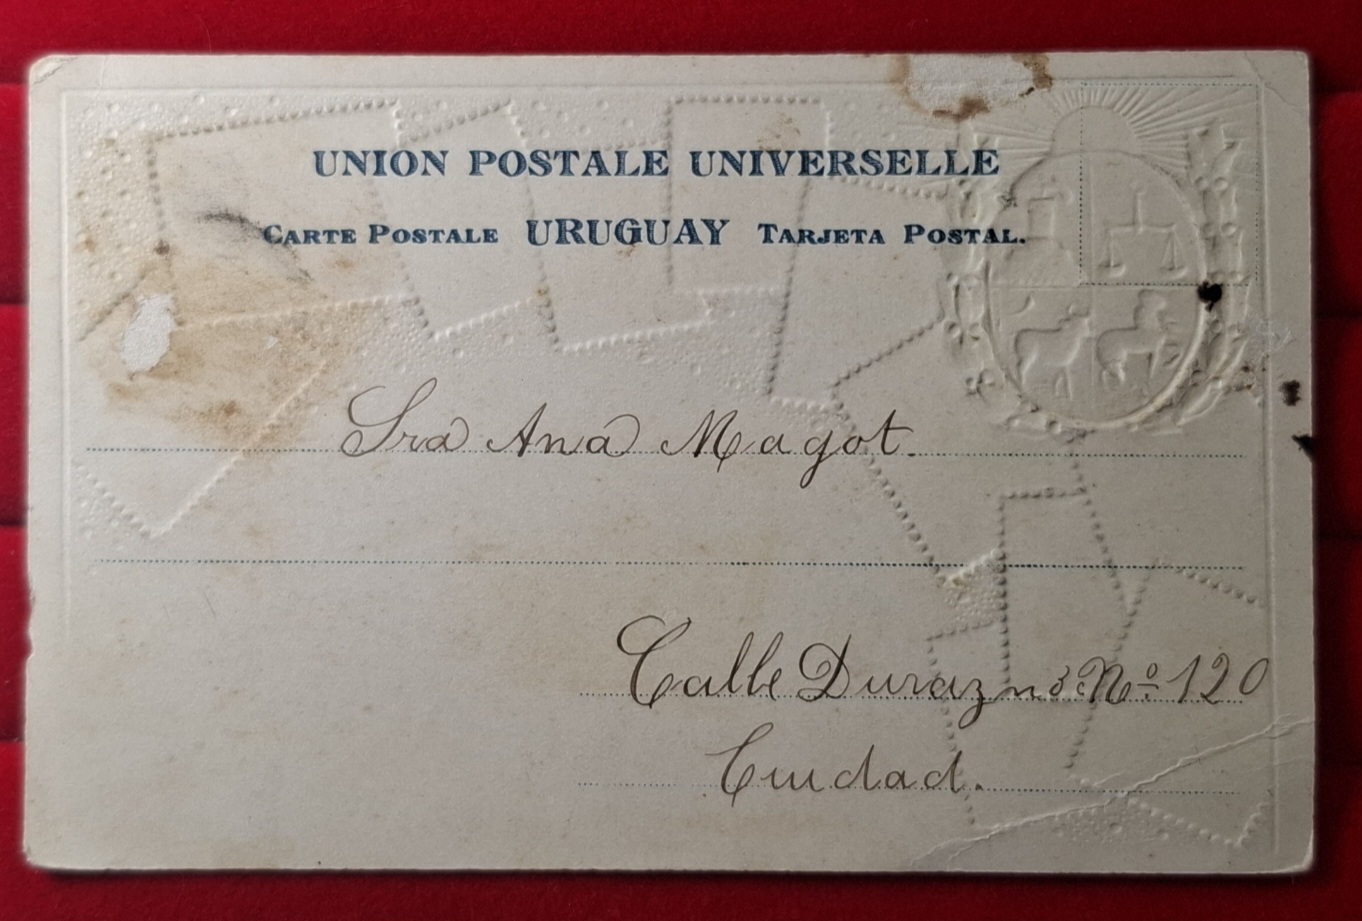 UNION POSTALE UNIVERSELLE
CARTE POSTALE URUGUAY TARJETA POSTAL.
Sra Ana Magot.
Calle Durazno Nº 120
Ciudad.